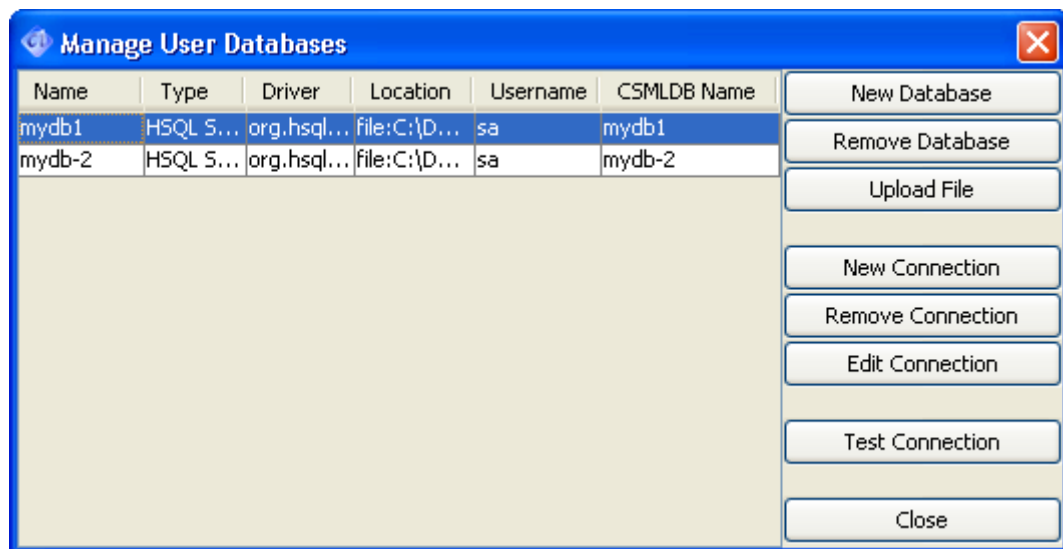 Manage User Databases
Name Type Driver Location Username CSMLDB Name
mydb1 HSQL S... org.hsql... file:C:\D... sa mydb1
mydb-2 HSQL S... org.hsql... file:C:\D... sa mydb-2
New Database
Remove Database
Upload File
New Connection
Remove Connection
Edit Connection
Test Connection
Close